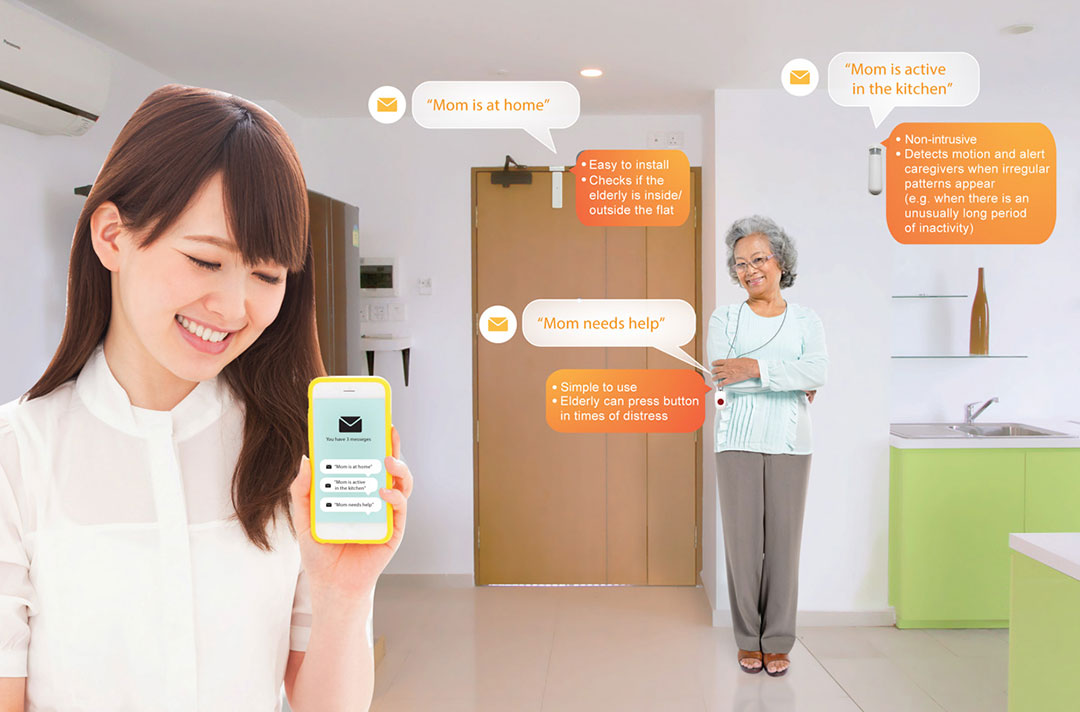 Panasonic
“Mom is at home”
• Easy to install
• Checks if the
elderly is inside/
outside the flat
“Mom is active
in the kitchen”
• Non-intrusive
• Detects motion and alert
caregivers when irregular
patterns appear
(e.g. when there is an
unusually long period
of inactivity)
“Mom needs help”
• Simple to use
• Elderly can press button
in times of distress
You have 3 messages
“Mom is at home”
“Mom is active
in the kitchen”
“Mom needs help”